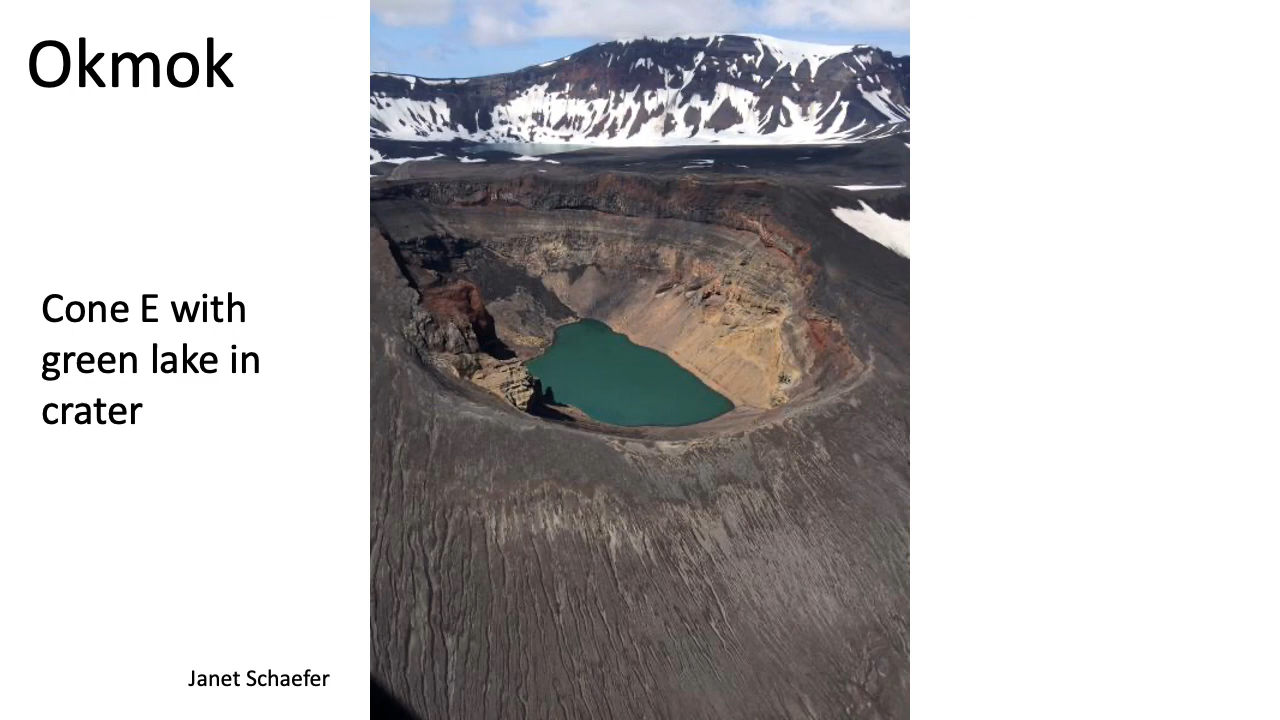 Okmok
Cone E with
green lake in
crater
Janet Schaefer